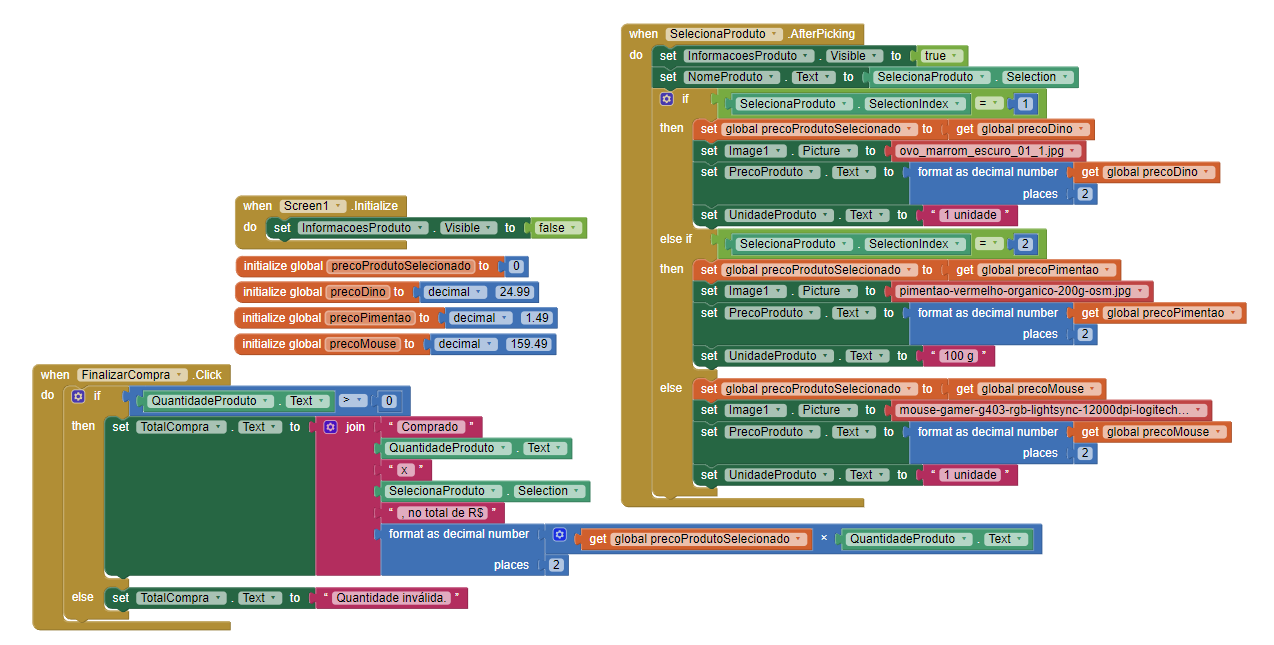 when Screen1 .Initialize
do set InformacoesProduto . Visible to false
initialize global precoProdutoSelecionado to 0
initialize global precoDino to decimal 24.99
initialize global precoPimentao to decimal 1.49
initialize global precoMouse to decimal 159.49
when FinalizarCompra .Click
do if QuantidadeProduto . Text > 0
then set TotalCompra . Text to join " Comprado "
QuantidadeProduto . Text
" x "
SelecionaProduto . Selection
" , no total de R$ "
format as decimal number get global precoProdutoSelecionado × QuantidadeProduto . Text
places 2
else set TotalCompra . Text to " Quantidade inválida. "
when SelecionaProduto .AfterPicking
do set InformacoesProduto . Visible to true
set NomeProduto . Text to SelecionaProduto . Selection
if SelecionaProduto . SelectionIndex = 1
then set global precoProdutoSelecionado to get global precoDino
set Image1 . Picture to ovo_marrom_escuro_01_1.jpg
set PrecoProduto . Text to format as decimal number get global precoDino
places 2
set UnidadeProduto . Text to " 1 unidade "
else if SelecionaProduto . SelectionIndex = 2
then set global precoProdutoSelecionado to get global precoPimentao
set Image1 . Picture to pimentao-vermelho-organico-200g-osm.jpg
set PrecoProduto . Text to format as decimal number get global precoPimentao
places 2
set UnidadeProduto . Text to " 100 g "
else set global precoProdutoSelecionado to get global precoMouse
set Image1 . Picture to mouse-gamer-g403-rgb-lightsync-12000dpi-logitech...
set PrecoProduto . Text to format as decimal number get global precoMouse
places 2
set UnidadeProduto . Text to " 1 unidade "